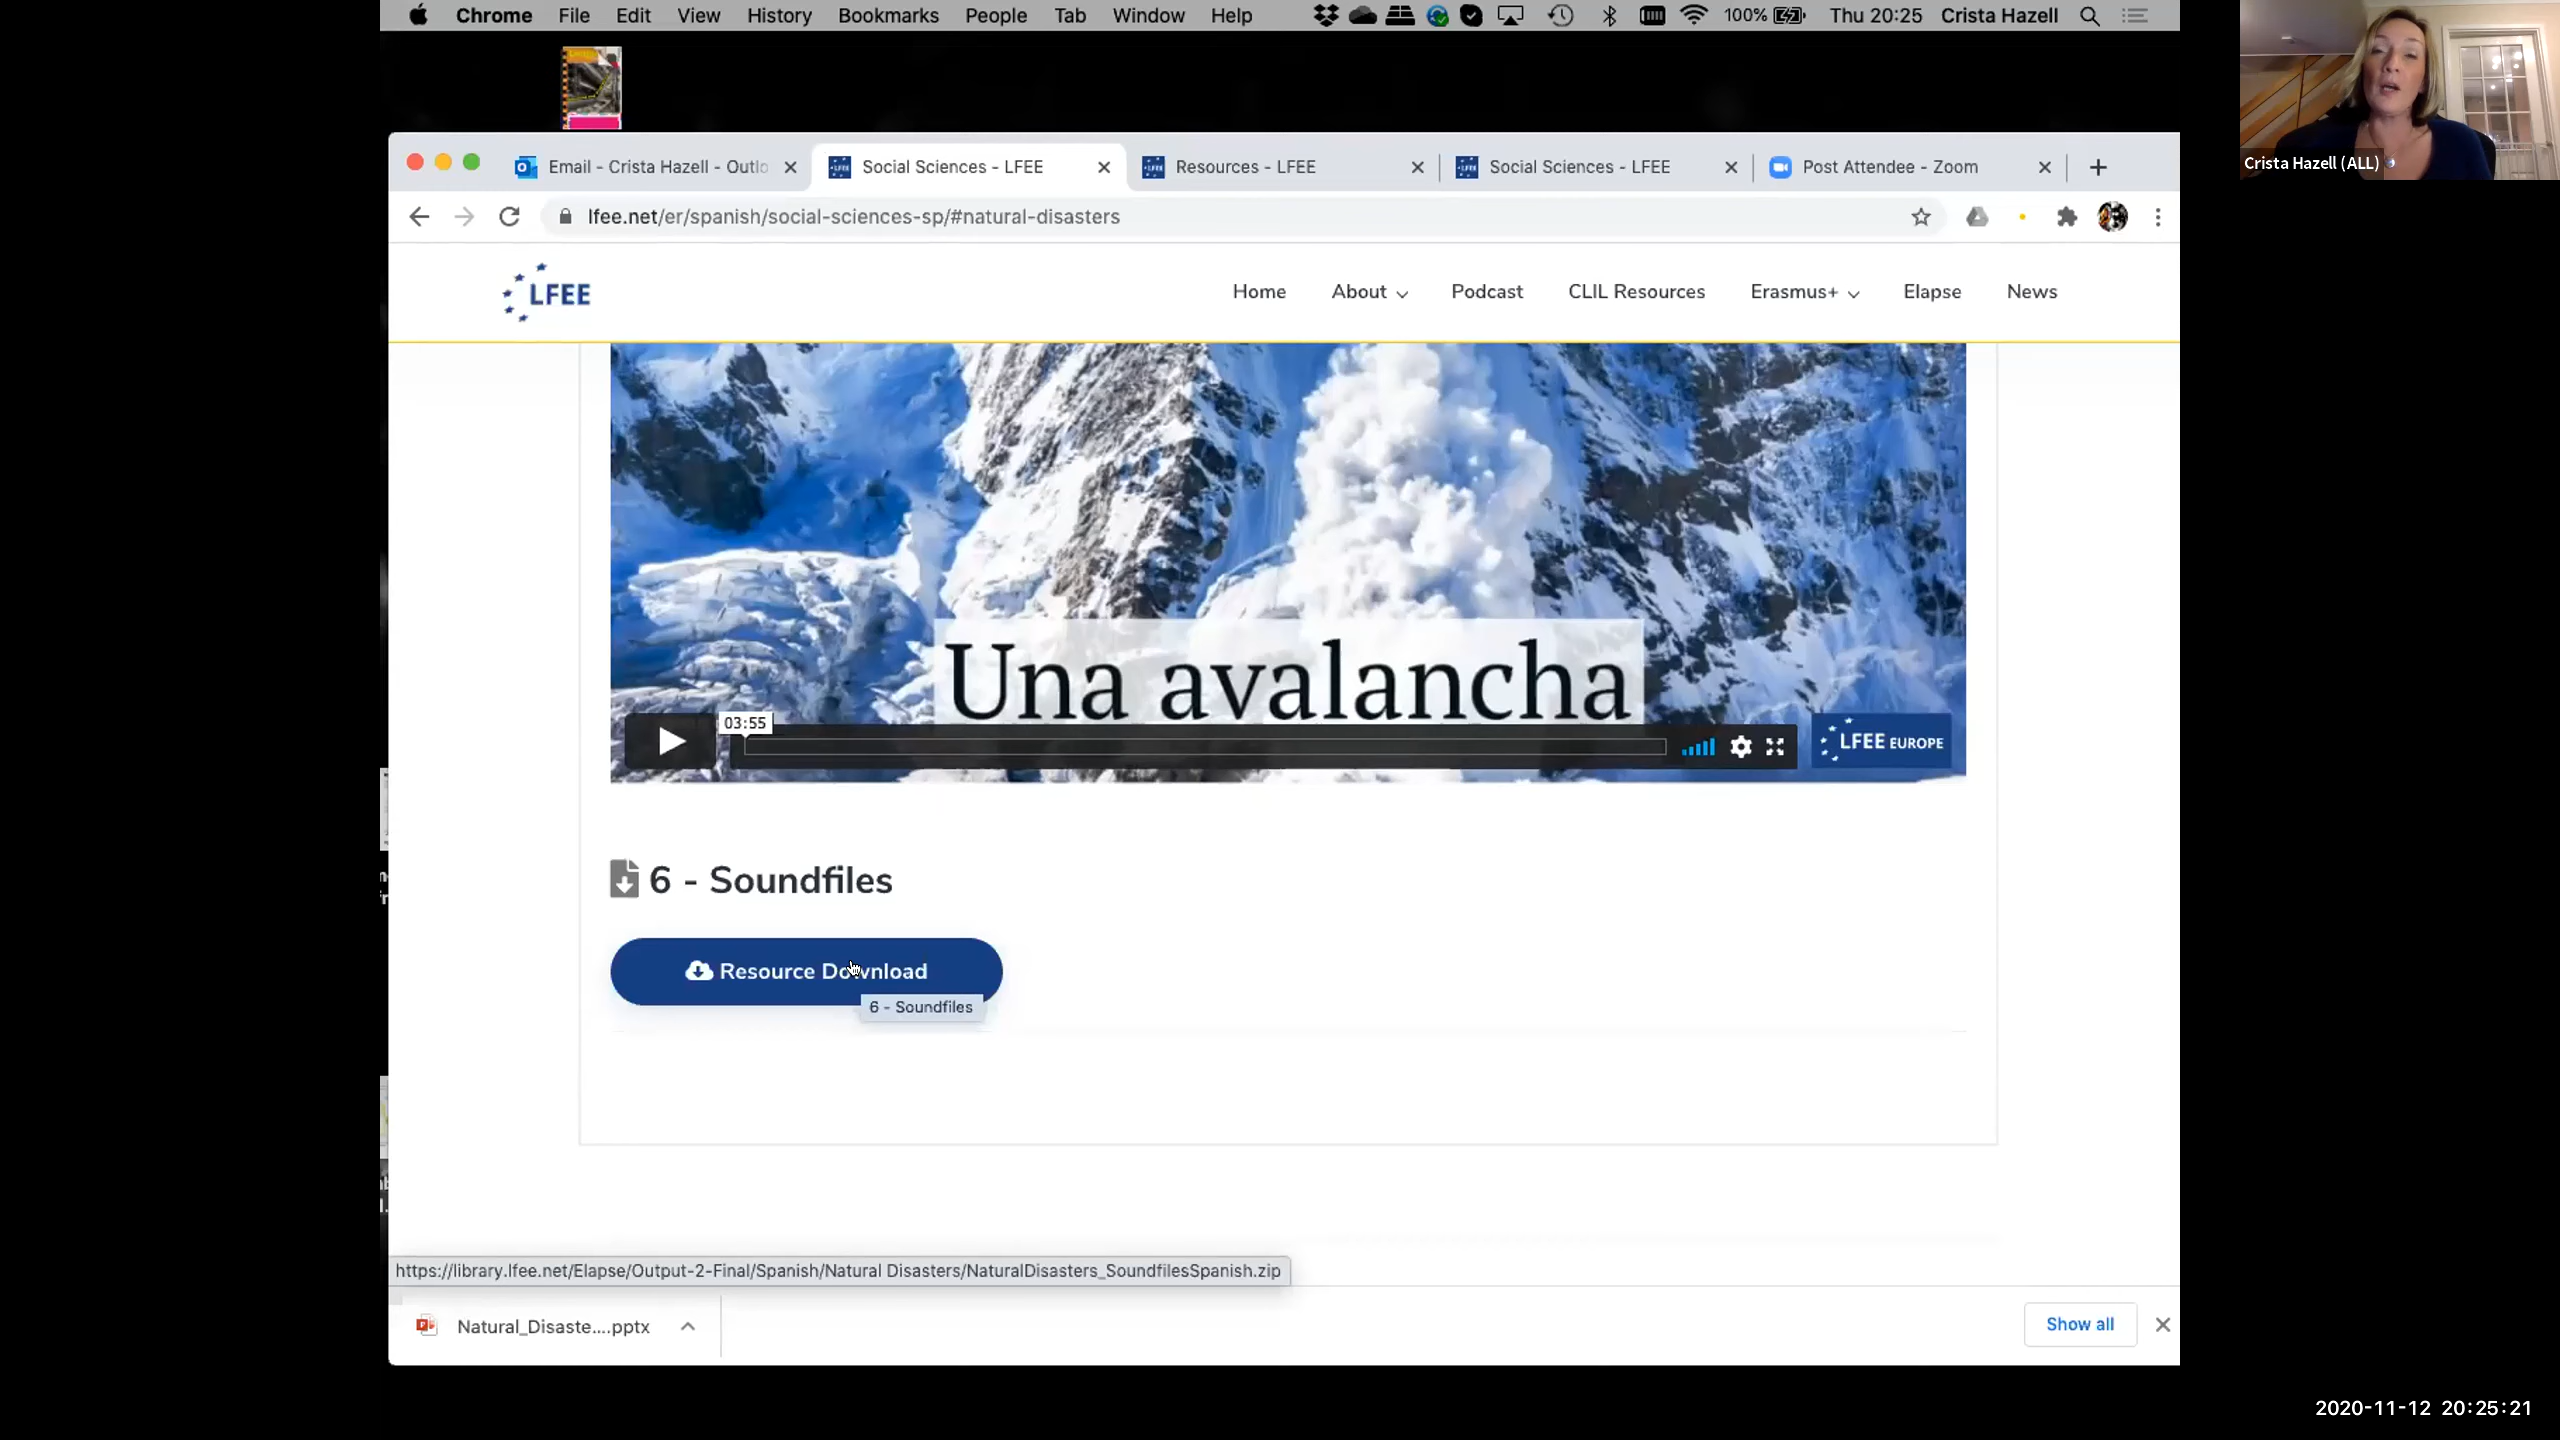 Chrome File Edit View History Bookmarks People Tab Window Help 100% Thu 20:25 Crista Hazell
Crista Hazell (ALL)
Email - Crista Hazell - Outlo
Social Sciences - LFEE
Resources - LFEE
Social Sciences - LFEE
Post Attendee - Zoom
lfee.net/er/spanish/social-sciences-sp/#natural-disasters
LFEE
Home About Podcast CLIL Resources Erasmus+ Elapse News
Una avalancha
03:55
LFEE EUROPE
6 - Soundfiles
Resource Download
6 - Soundfiles
https://library.lfee.net/Elapse/Output-2-Final/Spanish/Natural Disasters/NaturalDisasters_SoundfilesSpanish.zip
Natural_Disaste....pptx
Show all
2020-11-12 20:25:21